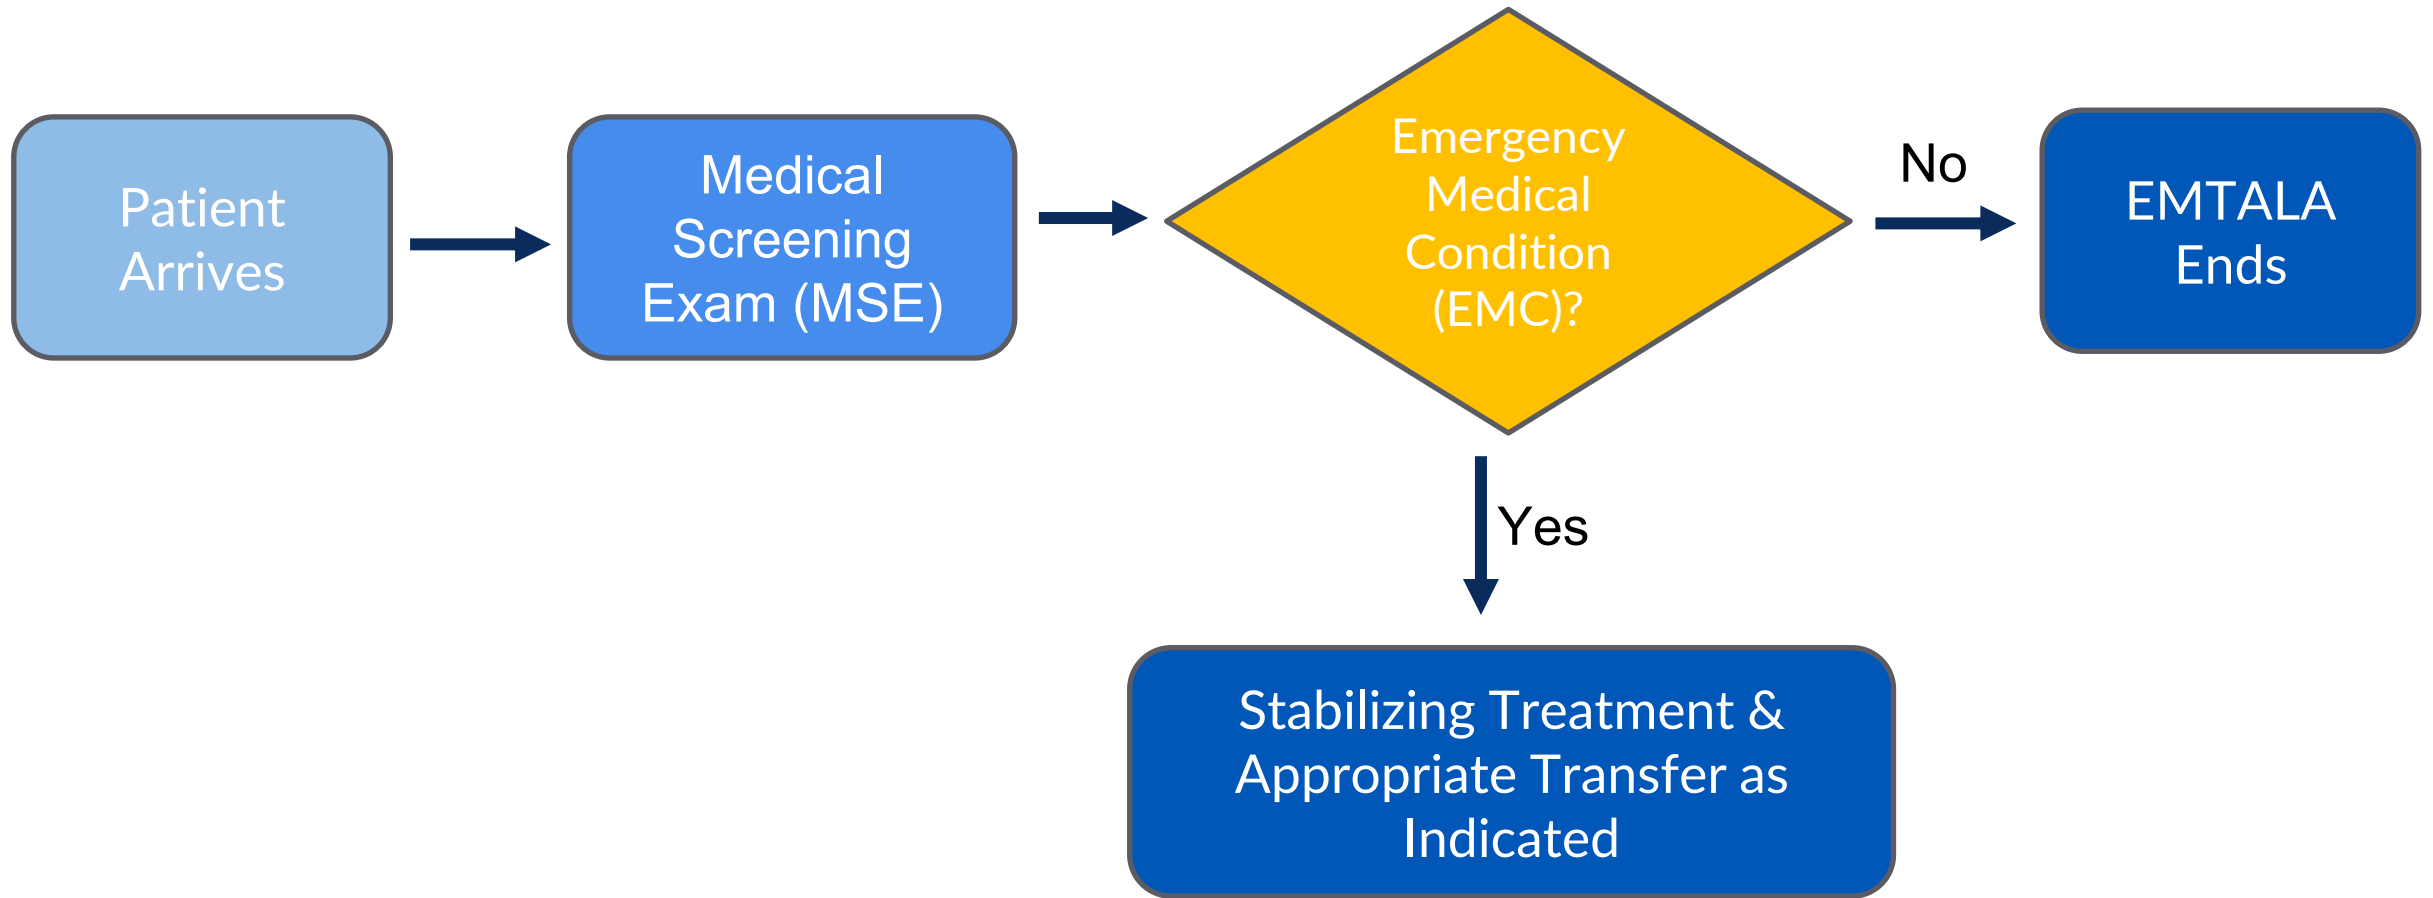 Patient
Arrives
Medical
Screening
Exam (MSE)
Emergency
Medical
Condition
(EMC)?
No
EMTALA
Ends
Yes
Stabilizing Treatment &
Appropriate Transfer as
Indicated